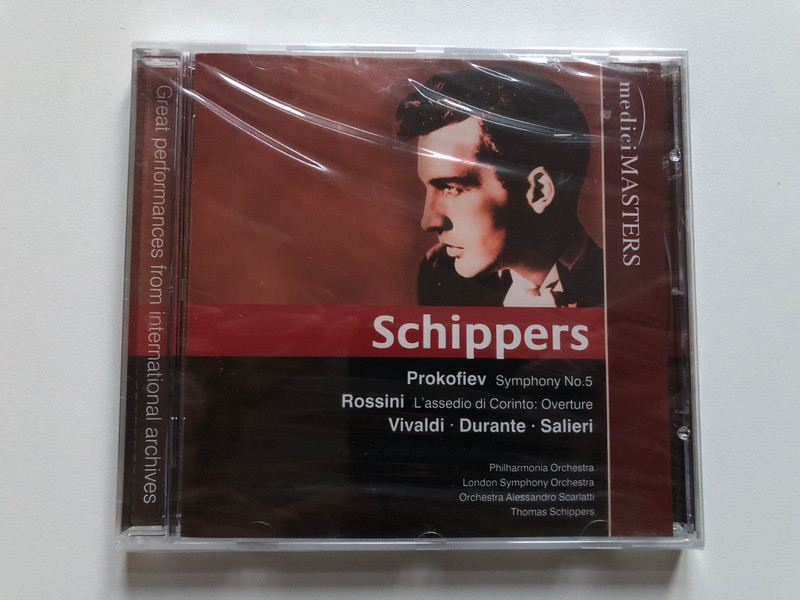 Great performances from international archives
medici MASTERS
Schippers
Prokofiev Symphony No.5
Rossini L'assedio di Corinto: Overture
Vivaldi · Durante · Salieri
Philharmonia Orchestra
London Symphony Orchestra
Orchestra Alessandro Scarlatti
Thomas Schippers